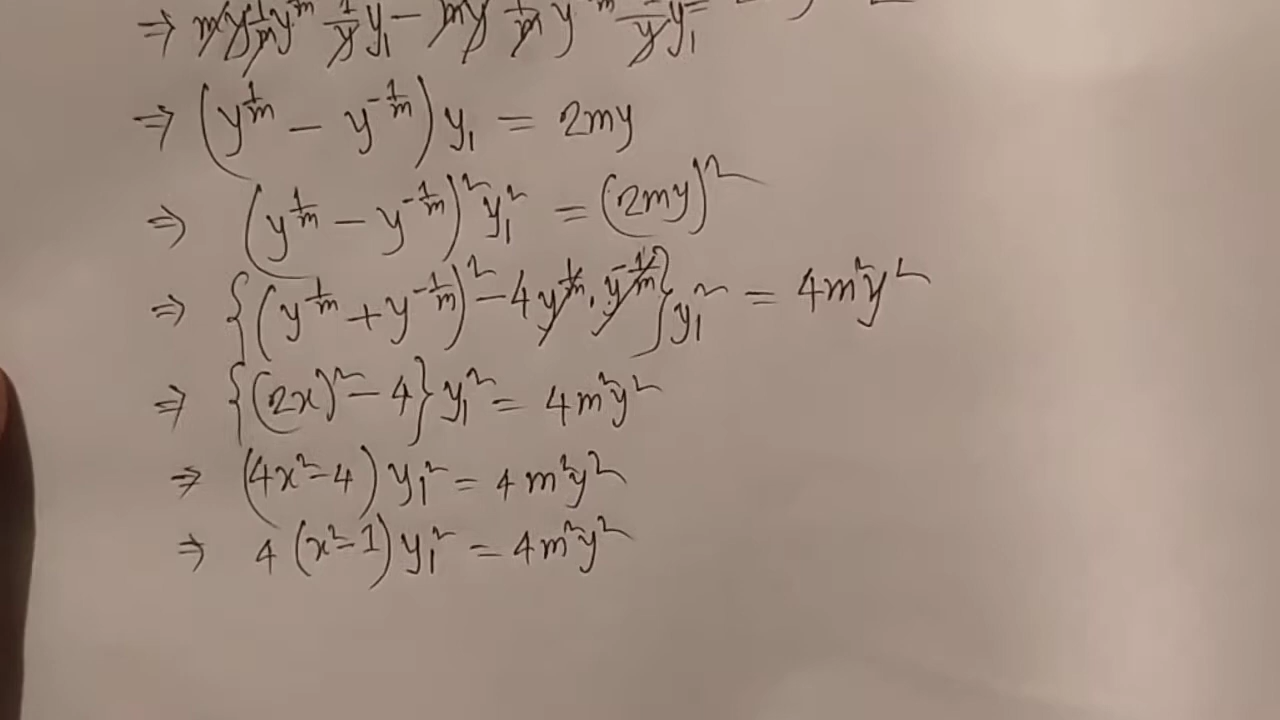 ⇒ (y^{1/m} − y^{-1/m}) y₁ = 2my
⇒ (y^{1/m} − y^{-1/m})² y₁² = (2my)²
⇒ {(y^{1/m} + y^{-1/m})² − 4y^{1/m} · y^{-1/m}} y₁² = 4m²y²
⇒ {(2x)² − 4} y₁² = 4m²y²
⇒ (4x² − 4) y₁² = 4m²y²
⇒ 4(x² − 1) y₁² = 4m²y²